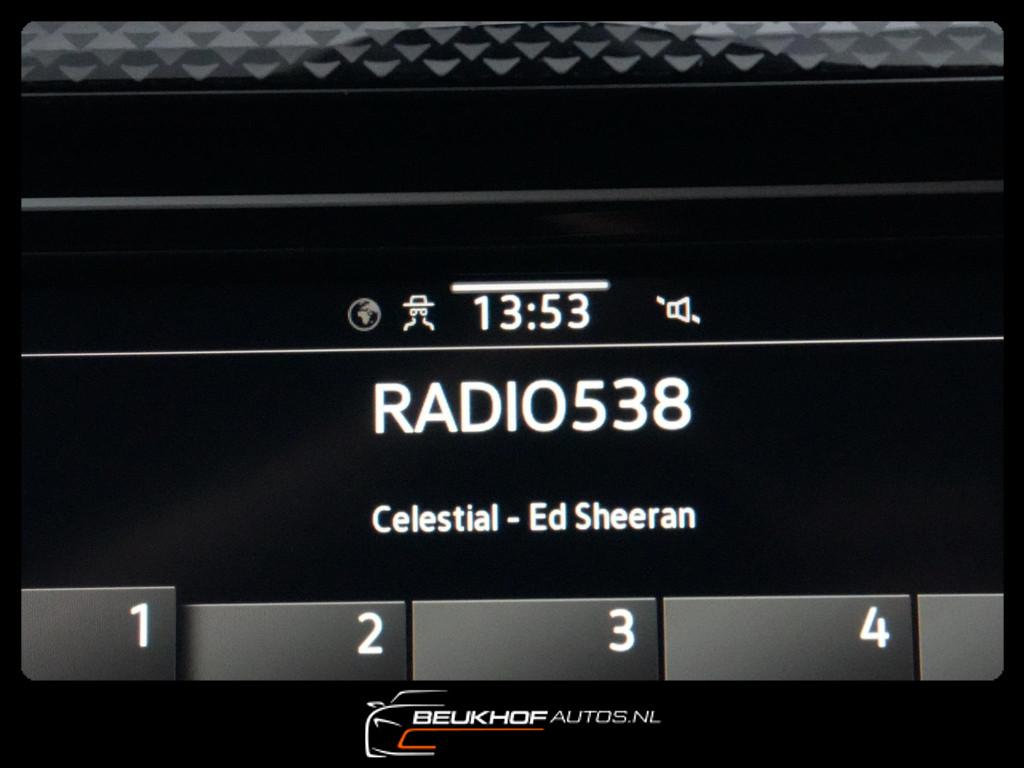 13:53
RADIO538
Celestial - Ed Sheeran
1
2
3
4
BEUKHOFAUTOS.NL